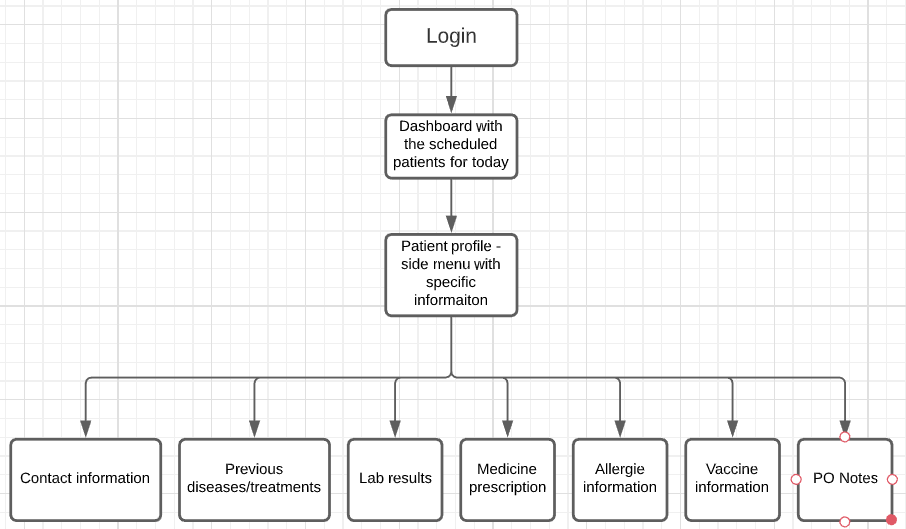 Login
Dashboard with
the scheduled
patients for today
Patient profile -
side menu with
specific
informaiton
Contact information
Previous
diseases/treatments
Lab results
Medicine
prescription
Allergie
information
Vaccine
information
PO Notes